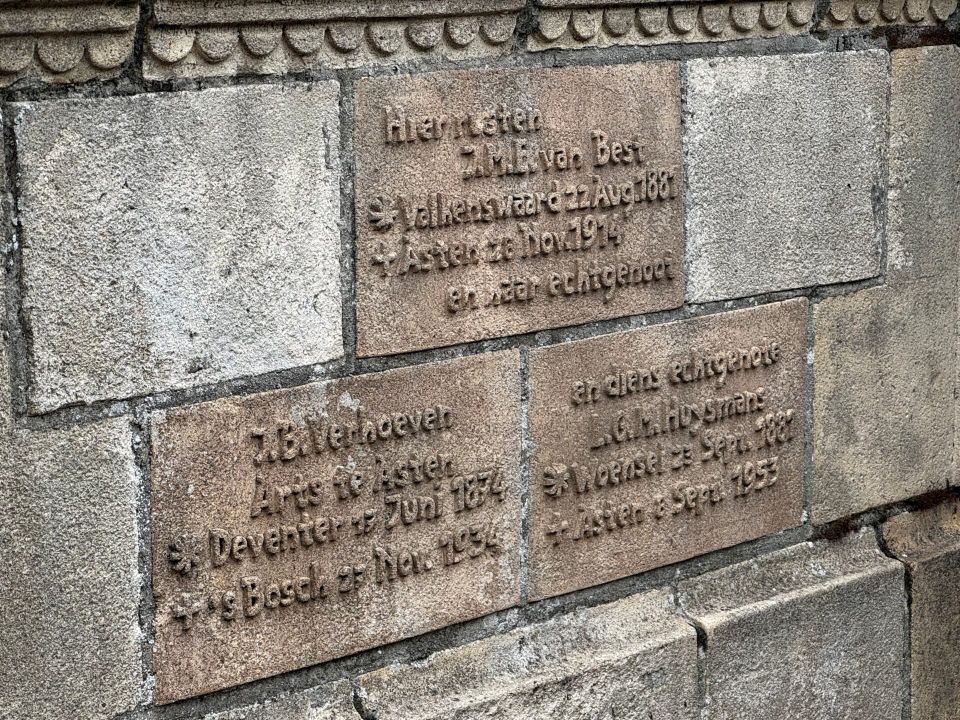 Hier rusten
J.M.E. van Best
* Valkenswaard 22 Aug. 1881
+ Asten 28 Nov. 1914
en haar echtgenoot
J.B. Verhoeven
Arts te Asten
* Deventer 17 Juni 1874
+ 's Bosch 27 Nov. 1934
en diens echtgenote
L.G.M. Huysmans
* Woensel 23 Sept. 1887
+ Asten 8 Sept. 1953